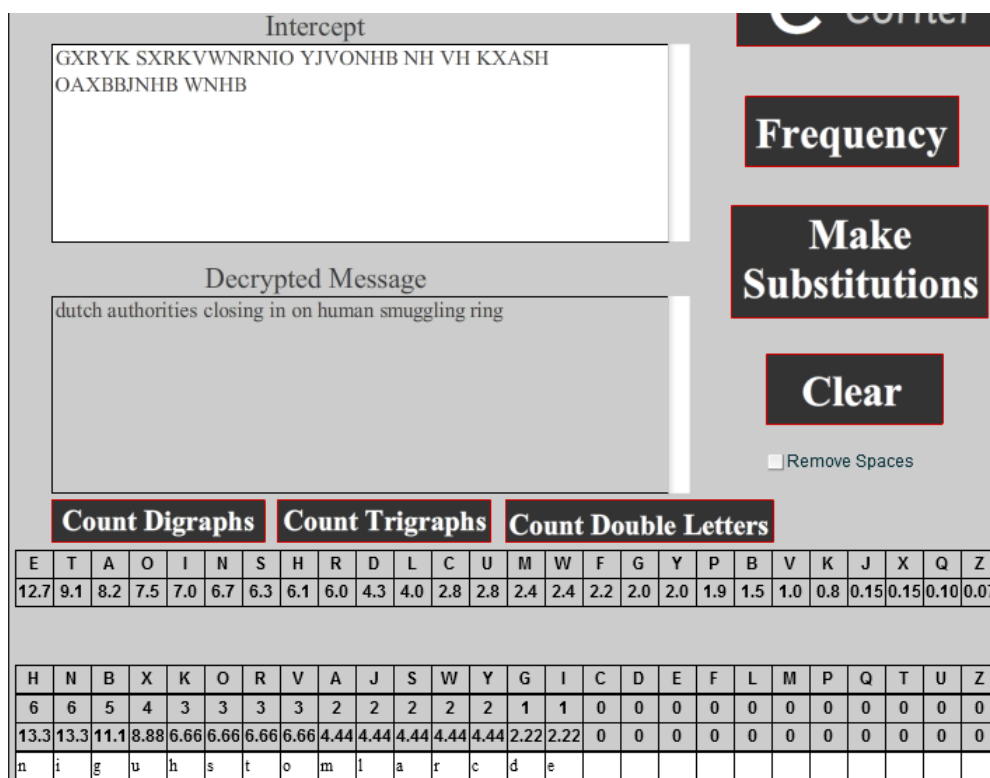 Intercept
GXRYK SXRKVWNRNIO YJVONHB NH VH KXASH
OAXBBJNHB WNHB
Frequency
Make
Substitutions
Decrypted Message
dutch authorities closing in on human smuggling ring
Clear
Remove Spaces
Count Digraphs Count Trigraphs Count Double Letters
E T A O I N S H R D L C U M W F G Y P B V K J X Q Z
12.7 9.1 8.2 7.5 7.0 6.7 6.3 6.1 6.0 4.3 4.0 2.8 2.8 2.4 2.4 2.2 2.0 2.0 1.9 1.5 1.0 0.8 0.15 0.15 0.10
H N B X K O R V A J S W Y G I C D E F L M P Q T U Z
6 6 5 4 3 3 3 3 2 2 2 2 2 1 1 0 0 0 0 0 0 0 0 0 0 0
13.3 13.3 11.1 8.88 6.66 6.66 6.66 6.66 4.44 4.44 4.44 4.44 4.44 2.22 2.22 0 0 0 0 0 0 0 0 0 0 0
n i g u h s t o m l a r c d e